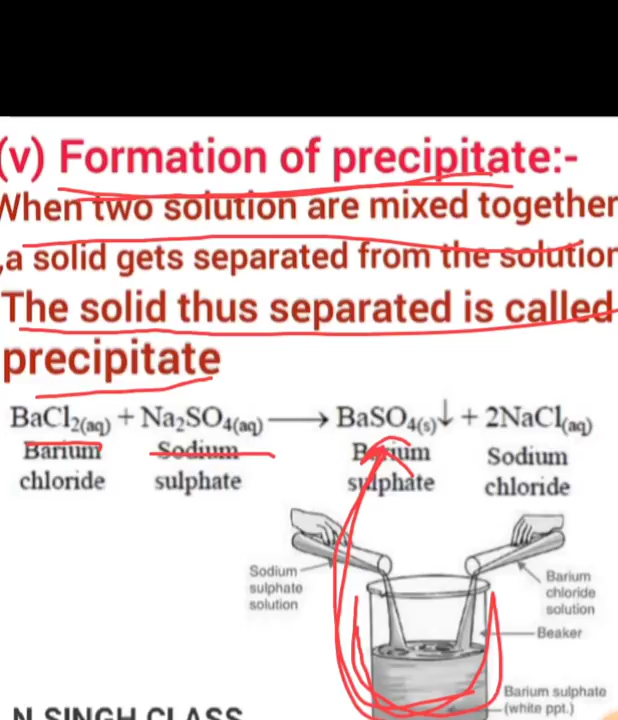 (v) Formation of precipitate:-
When two solution are mixed together
,a solid gets separated from the solution
The solid thus separated is called
precipitate
BaCl₂(aq) + Na₂SO₄(aq) ⟶ BaSO₄(s)↓ + 2NaCl(aq)
Barium Sodium Barium Sodium
chloride sulphate sulphate chloride
Sodium
sulphate
solution
Barium
chloride
solution
Beaker
Barium sulphate
(white ppt.)
N SINGH CLASS